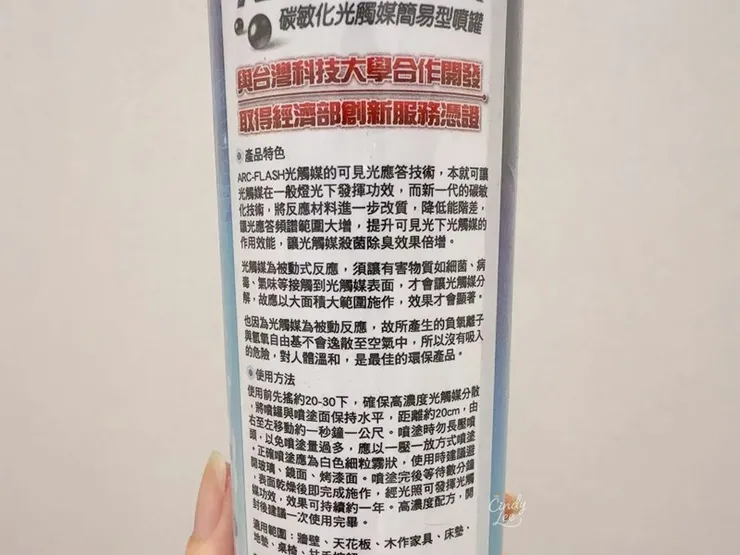 碳敏化光觸媒簡易型噴罐
與台灣科技大學合作開發
取得經濟部創新服務憑證
產品特色
ARC-FLASH光觸媒的可見光應答技術，本就可讓
光觸媒在一般燈光下發揮功效，而新一代的碳敏
化技術，將反應材料進一步改質，降低能階差，
讓光應答頻譜範圍大增，提升可見光下光觸媒的
作用效能，讓光觸媒殺菌除臭效果倍增。
光觸媒為被動式反應，須讓有害物質如細菌、病
毒、氣味等接觸到光觸媒表面，才會讓光觸媒分
解，故應以大面積大範圍施作，效果才會顯著。
也因為光觸媒為被動反應，故所產生的負氧離子
與氫氧自由基不會逸散至空氣中，所以沒有吸入
的危險，對人體溫和，是最佳的環保產品。
使用方法
使用前先搖約20-30下，確保高濃度光觸媒分散
，將噴罐與噴塗面保持水平，距離約20cm，由
右至左移動約一秒鐘一公尺。噴塗時勿長壓噴
頭，以免噴塗量過多，應以一壓一放方式噴塗
。正確噴塗應為白色細粒霧狀，使用時建議避
開玻璃、鏡面、烤漆面。噴塗完後等待數分鐘
，表面乾燥後即完成施作，經光照可發揮光觸
媒功效，效果可持續約一年。高濃度配方，開
封後建議一次使用完畢。
適用範圍：牆壁、天花板、木作家具、床墊、
地墊、桌椅、
Cindy
Lee